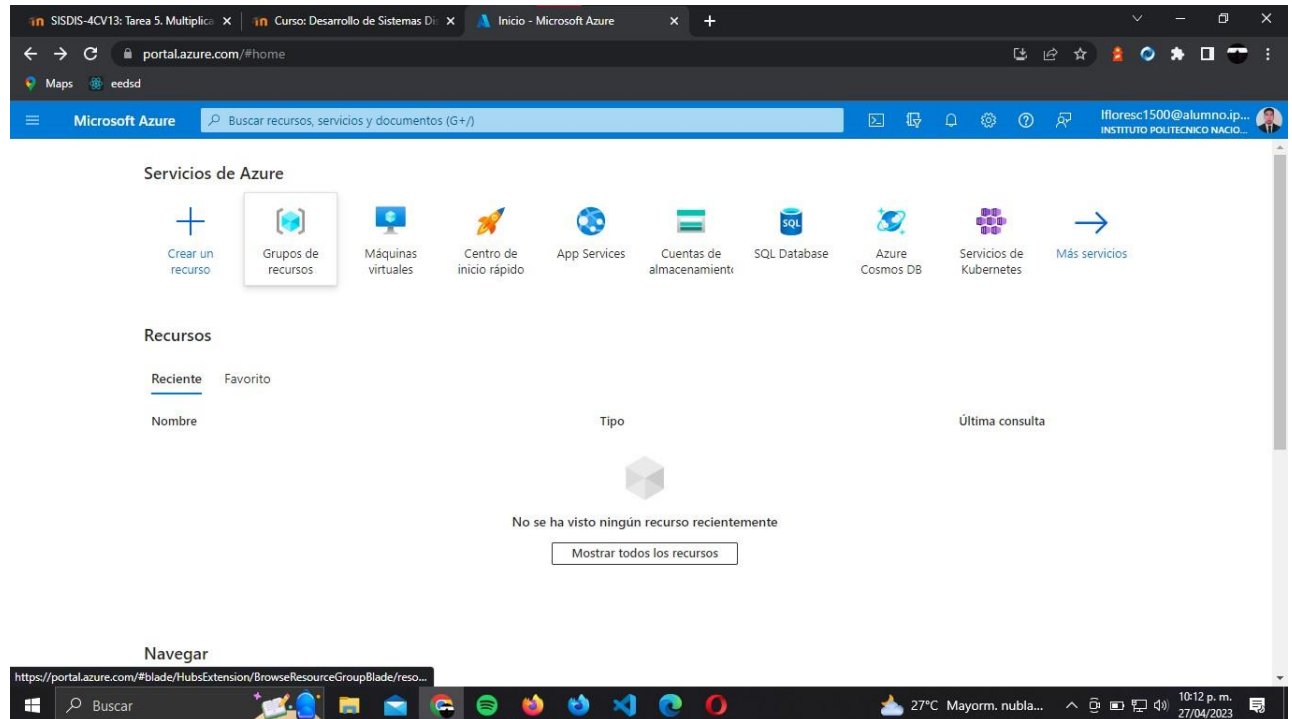 SISDIS-4CV13: Tarea 5. Multiplica
Curso: Desarrollo de Sistemas Di
Inicio - Microsoft Azure
portal.azure.com/#home
Maps
eedsd
Microsoft Azure
Buscar recursos, servicios y documentos (G+/)
lfloresc1500@alumno.ip...
INSTITUTO POLITECNICO NACIO...
Servicios de Azure
Crear un
recurso
Grupos de
recursos
Máquinas
virtuales
Centro de
inicio rápido
App Services
Cuentas de
almacenamiento
SQL
SQL Database
Azure
Cosmos DB
Servicios de
Kubernetes
Más servicios
Recursos
Reciente
Favorito
Nombre
Tipo
Última consulta
No se ha visto ningún recurso recientemente
Mostrar todos los recursos
Navegar
https://portal.azure.com/#blade/HubsExtension/BrowseResourceGroupBlade/reso...
Buscar
27°C Mayorm. nubla...
10:12 p. m.
27/04/2023